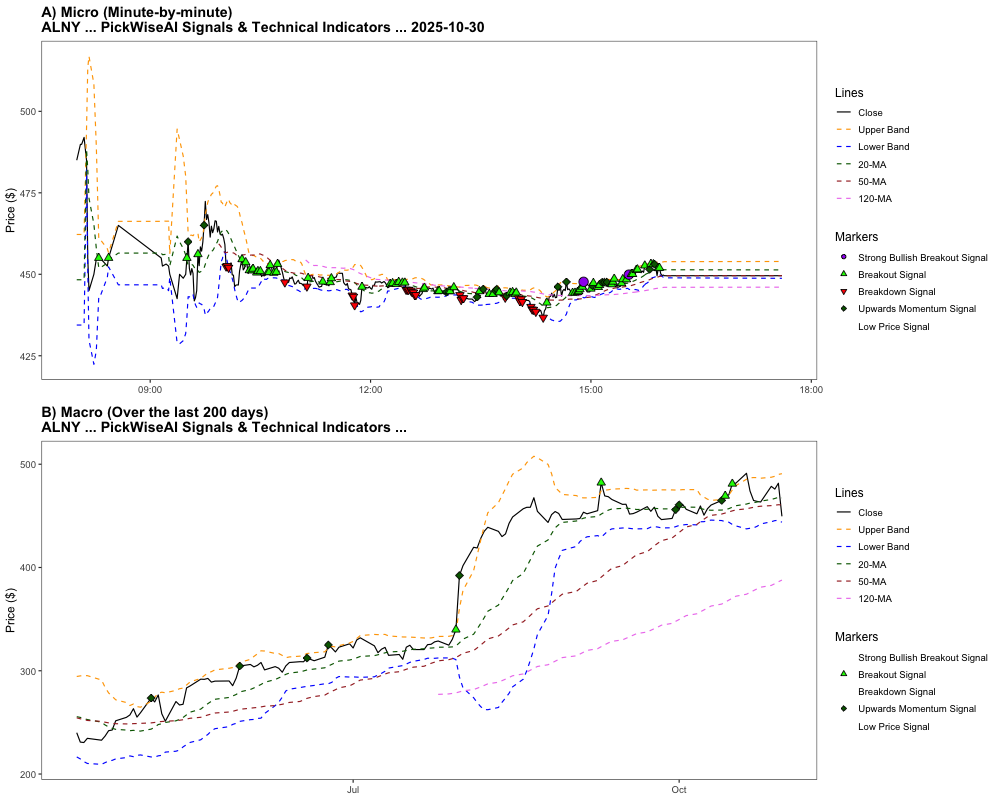 A) Micro (Minute-by-minute)
ALNY ... PickWiseAI Signals & Technical Indicators ... 2025-10-30
Price ($)
500
475
450
425
09:00
12:00
15:00
18:00
Lines
Close
Upper Band
Lower Band
20-MA
50-MA
120-MA
Markers
Strong Bullish Breakout Signal
Breakout Signal
Breakdown Signal
Upwards Momentum Signal
Low Price Signal
B) Macro (Over the last 200 days)
ALNY ... PickWiseAI Signals & Technical Indicators ...
Price ($)
500
400
300
200
Jul
Oct
Lines
Close
Upper Band
Lower Band
20-MA
50-MA
120-MA
Markers
Strong Bullish Breakout Signal
Breakout Signal
Breakdown Signal
Upwards Momentum Signal
Low Price Signal